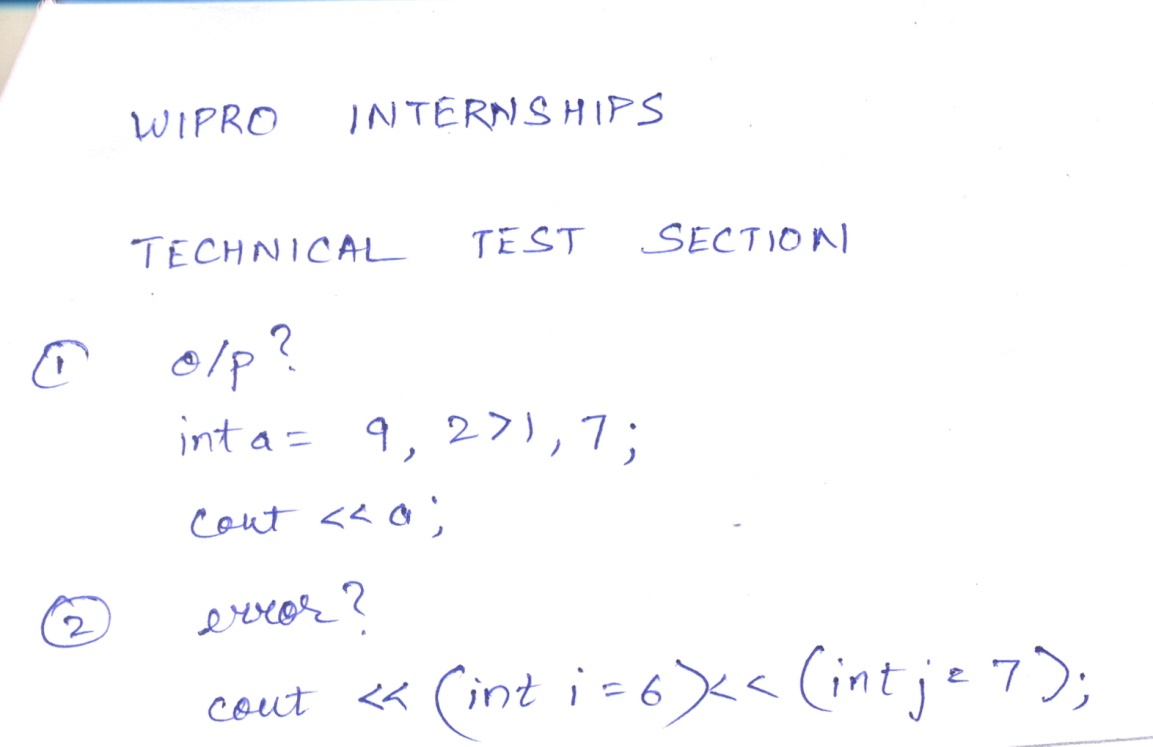 WIPRO INTERNSHIPS
TECHNICAL TEST SECTION
① o/p?
int a = 9, 2>1, 7;
cout << a;
② error?
cout << (int i = 6) << (int j = 7);